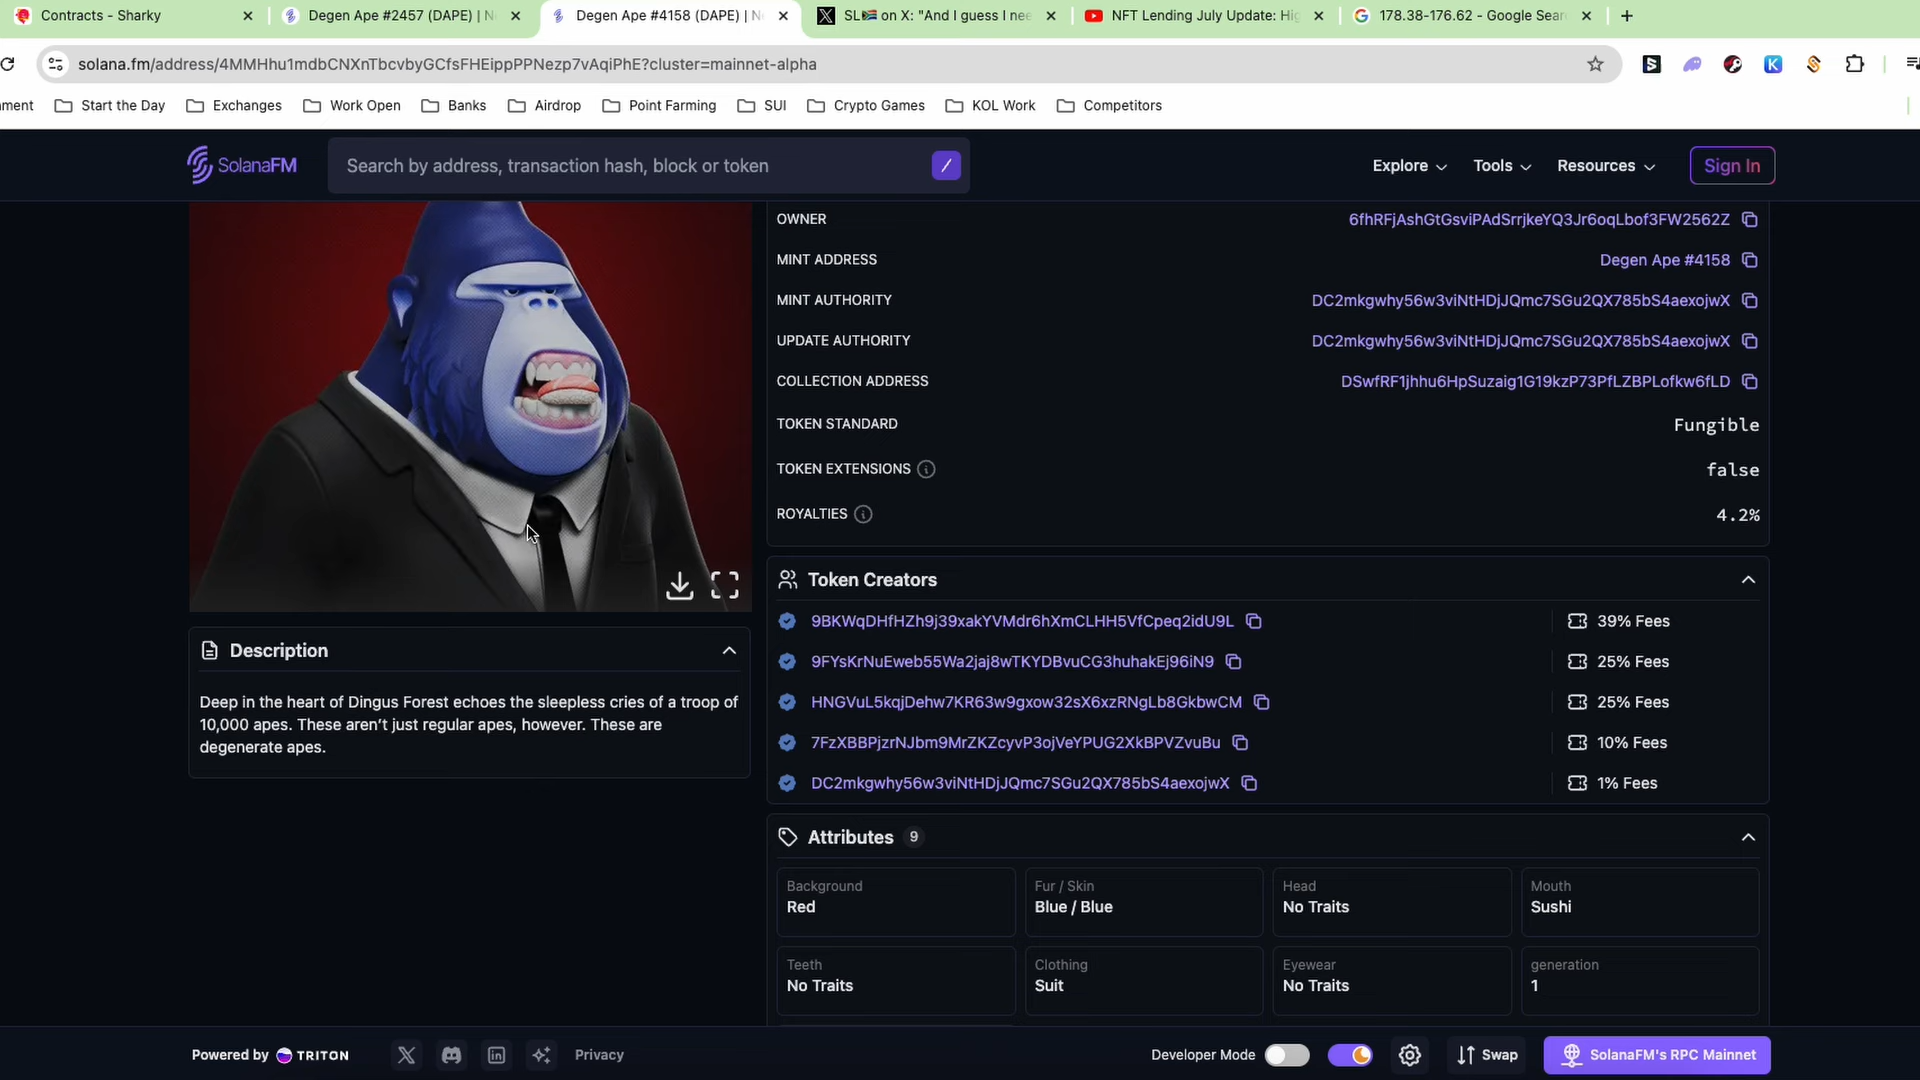 Contracts - Sharky
Degen Ape #2457 (DAPE) | N
Degen Ape #4158 (DAPE) | N
SL🇿🇦 on X: "And I guess I nee
NFT Lending July Update: Hig
178.38-176.62 - Google Sear
solana.fm/address/4MMHhu1mdbCNXnTbcvbyGCfsFHEippPPNezp7vAqiPhE?cluster=mainnet-alpha
ment
Start the Day
Exchanges
Work Open
Banks
Airdrop
Point Farming
SUI
Crypto Games
KOL Work
Competitors
SolanaFM
Search by address, transaction hash, block or token
/
Explore
Tools
Resources
Sign In
OWNER
6fhRFjAshGtGsviPAdSrrjkeYQ3Jr6oqLbof3FW2562Z
MINT ADDRESS
Degen Ape #4158
MINT AUTHORITY
DC2mkgwhy56w3viNtHDjJQmc7SGu2QX785bS4aexojwX
UPDATE AUTHORITY
DC2mkgwhy56w3viNtHDjJQmc7SGu2QX785bS4aexojwX
COLLECTION ADDRESS
DSwfRF1jhhu6HpSuzaig1G19kzP73PfLZBPLofkw6fLD
TOKEN STANDARD
Fungible
TOKEN EXTENSIONS
false
ROYALTIES
4.2%
Description
Deep in the heart of Dingus Forest echoes the sleepless cries of a troop of
10,000 apes. These aren't just regular apes, however. These are
degenerate apes.
Token Creators
9BKWqDHfHZh9j39xakYVMdr6hXmCLHH5VfCpeq2idU9L
39% Fees
9FYsKrNuEweb55Wa2jaj8wTKYDBvuCG3huhakEj96iN9
25% Fees
HNGVuL5kqjDehw7KR63w9gxow32sX6xzRNgLb8GkbwCM
25% Fees
7FzXBBPjzrNJbm9MrZKZcyvP3ojVeYPUG2XkBPVZvuBu
10% Fees
DC2mkgwhy56w3viNtHDjJQmc7SGu2QX785bS4aexojwX
1% Fees
Attributes 9
Background
Red
Fur / Skin
Blue / Blue
Head
No Traits
Mouth
Sushi
Teeth
No Traits
Clothing
Suit
Eyewear
No Traits
generation
1
Powered by TRITON
Privacy
Developer Mode
Swap
SolanaFM's RPC Mainnet